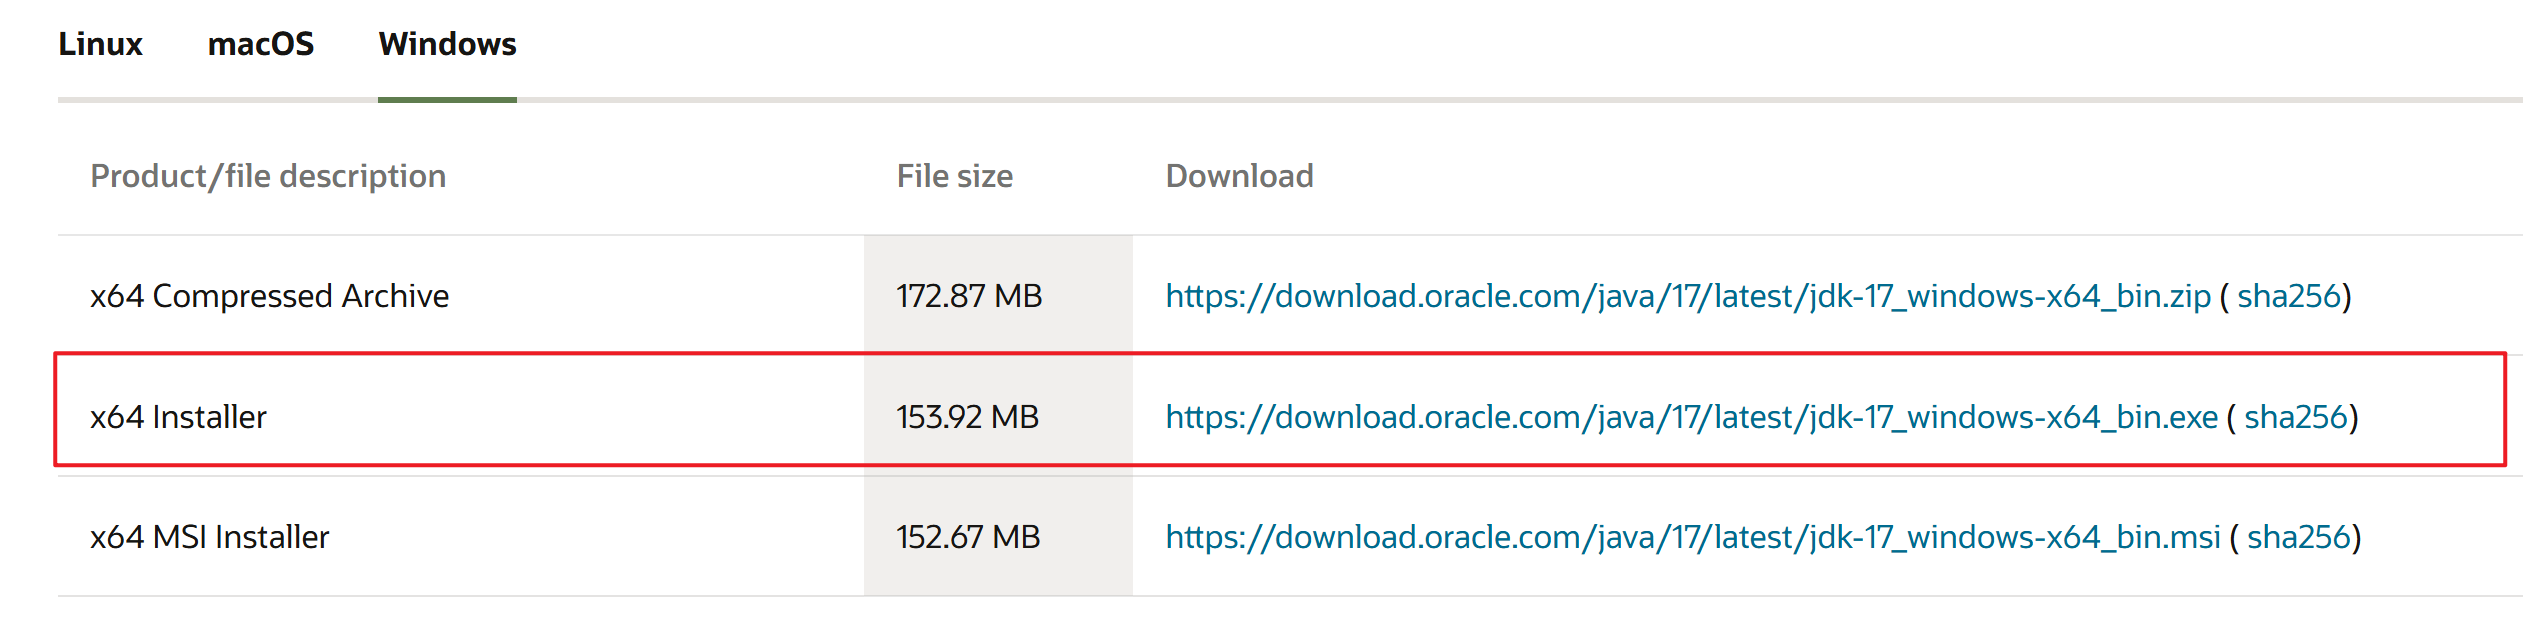 Linux macOS Windows
Product/file description File size Download
x64 Compressed Archive 172.87 MB https://download.oracle.com/java/17/latest/jdk-17_windows-x64_bin.zip ( sha256)
x64 Installer 153.92 MB https://download.oracle.com/java/17/latest/jdk-17_windows-x64_bin.exe ( sha256)
x64 MSI Installer 152.67 MB https://download.oracle.com/java/17/latest/jdk-17_windows-x64_bin.msi ( sha256)